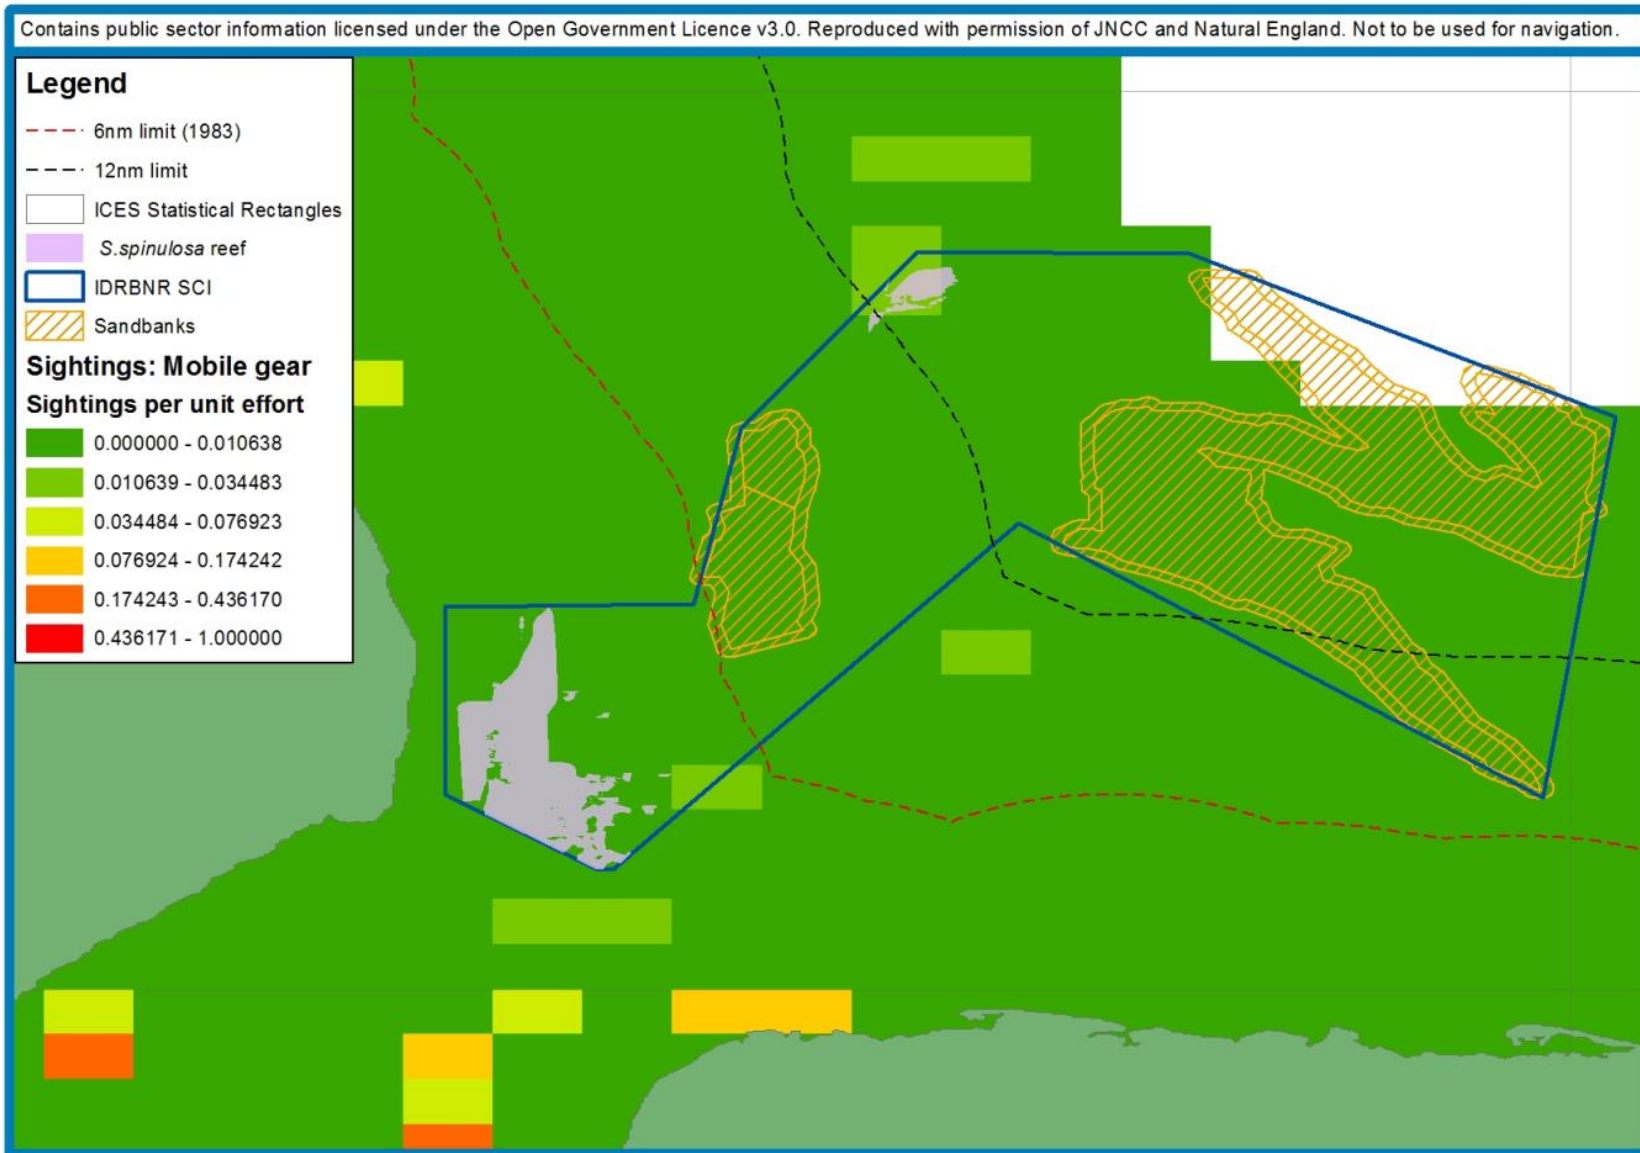 Contains public sector information licensed under the Open Government Licence v3.0. Reproduced with permission of JNCC and Natural England. Not to be used for navigation.
Legend
6nm limit (1983)
12nm limit
ICES Statistical Rectangles
S.spinulosa reef
IDRBNR SCI
Sandbanks
Sightings: Mobile gear
Sightings per unit effort
0.000000 - 0.010638
0.010639 - 0.034483
0.034484 - 0.076923
0.076924 - 0.174242
0.174243 - 0.436170
0.436171 - 1.000000